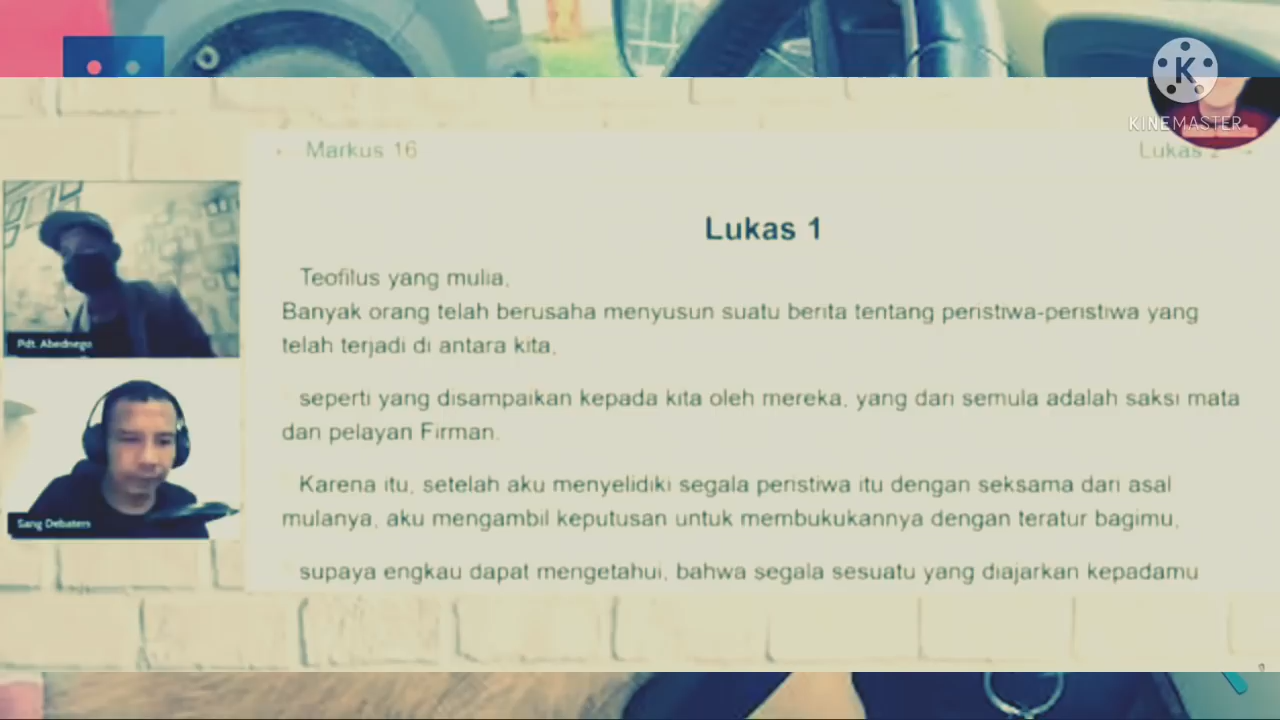 KINEMASTER
Markus 16
Lukas
Lukas 1
Teofilus yang mulia,
Banyak orang telah berusaha menyusun suatu berita tentang peristiwa-peristiwa yang
telah terjadi di antara kita,
seperti yang disampaikan kepada kita oleh mereka, yang dari semula adalah saksi mata
dan pelayan Firman.
Karena itu, setelah aku menyelidiki segala peristiwa itu dengan seksama dari asal
mulanya, aku mengambil keputusan untuk membukukannya dengan teratur bagimu,
supaya engkau dapat mengetahui, bahwa segala sesuatu yang diajarkan kepadamu
Pdt. Abednego
Sang Debaters